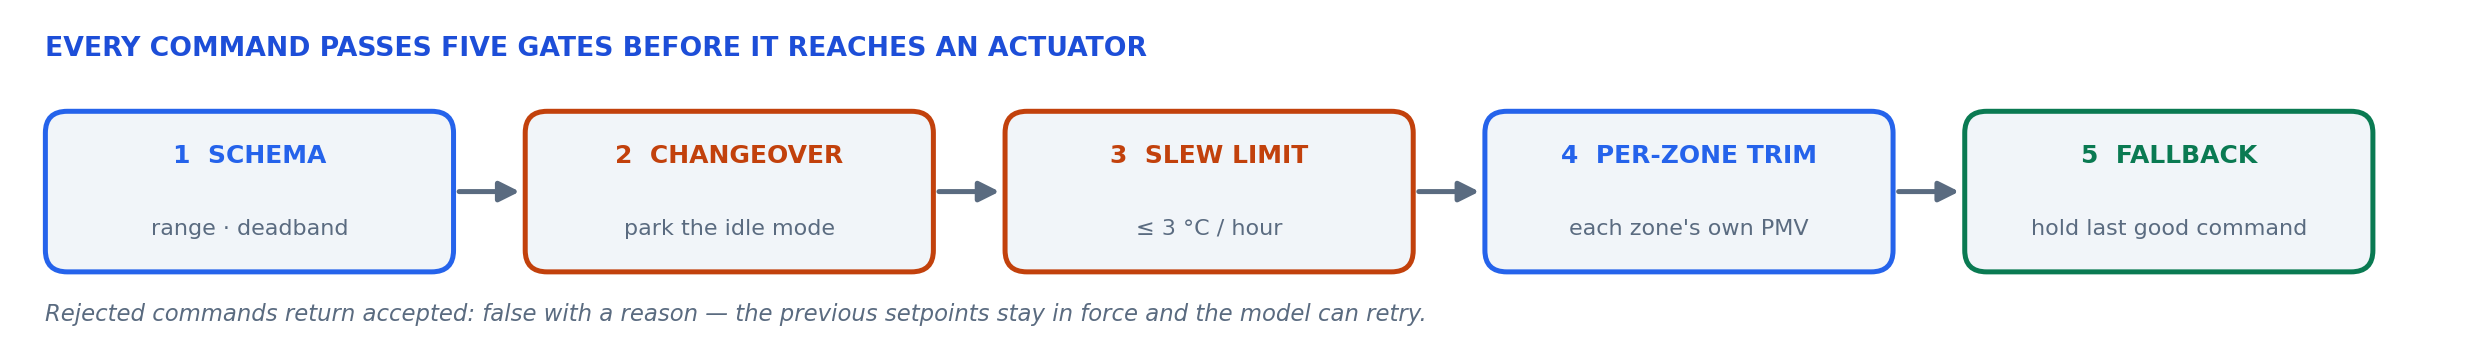 EVERY COMMAND PASSES FIVE GATES BEFORE IT REACHES AN ACTUATOR
1 SCHEMA
range · deadband
2 CHANGEOVER
park the idle mode
3 SLEW LIMIT
≤ 3 °C / hour
4 PER-ZONE TRIM
each zone's own PMV
5 FALLBACK
hold last good command
Rejected commands return accepted: false with a reason — the previous setpoints stay in force and the model can retry.